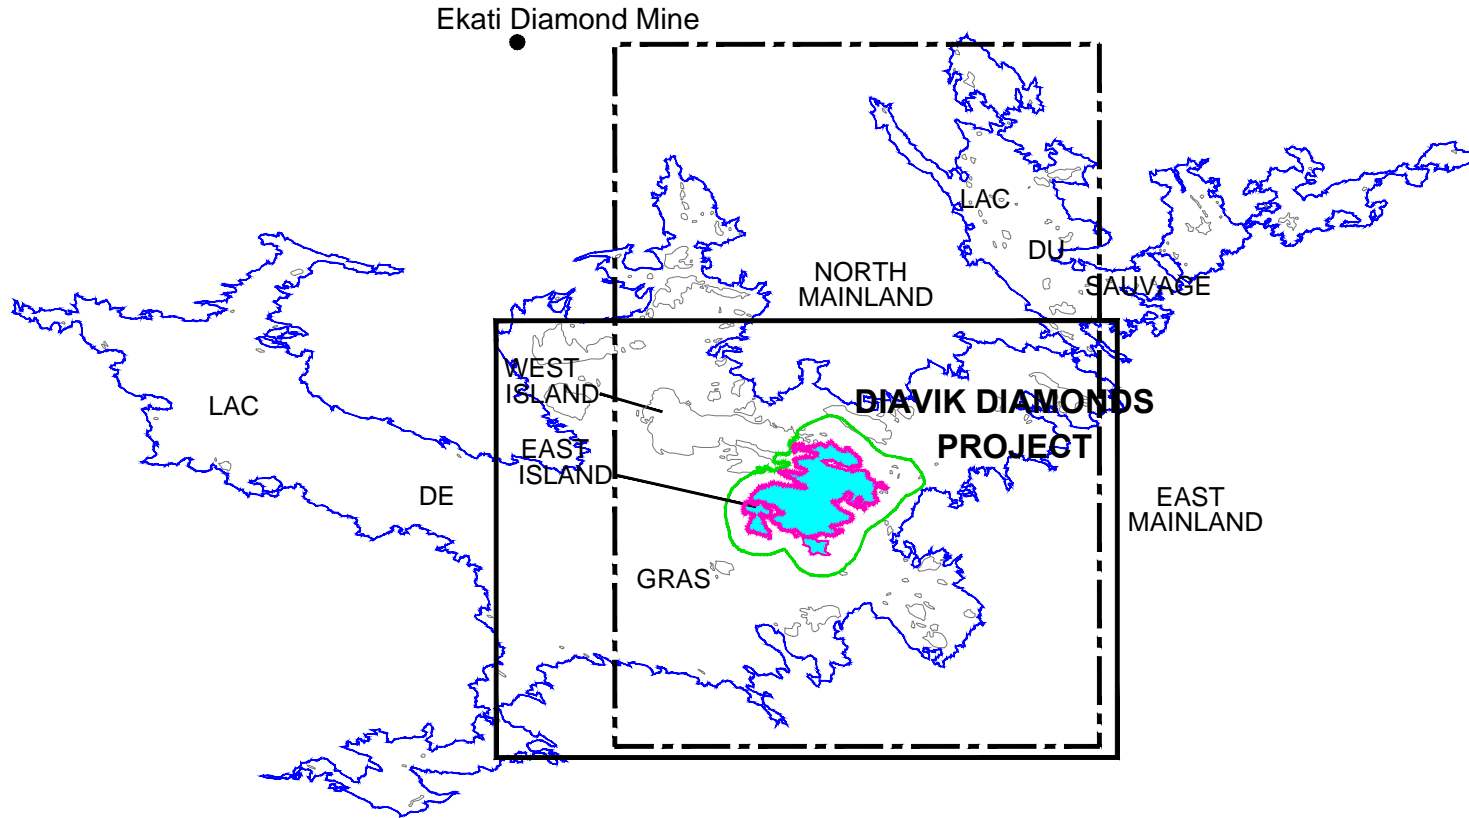 Ekati Diamond Mine
LAC
DU
SAUVAGE
NORTH
MAINLAND
WEST
ISLAND
LAC
DIAVIK DIAMONDS
PROJECT
EAST
ISLAND
DE
EAST
MAINLAND
GRAS